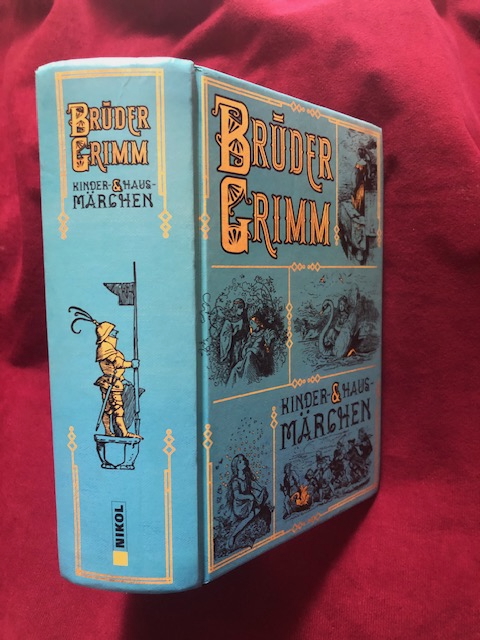 BRÜDER
GRIMM
KINDER-&HAUS-
MÄRCHEN
NIKOL
BRÜDER
GRIMM
KINDER-&HAUS-
MÄRCHEN